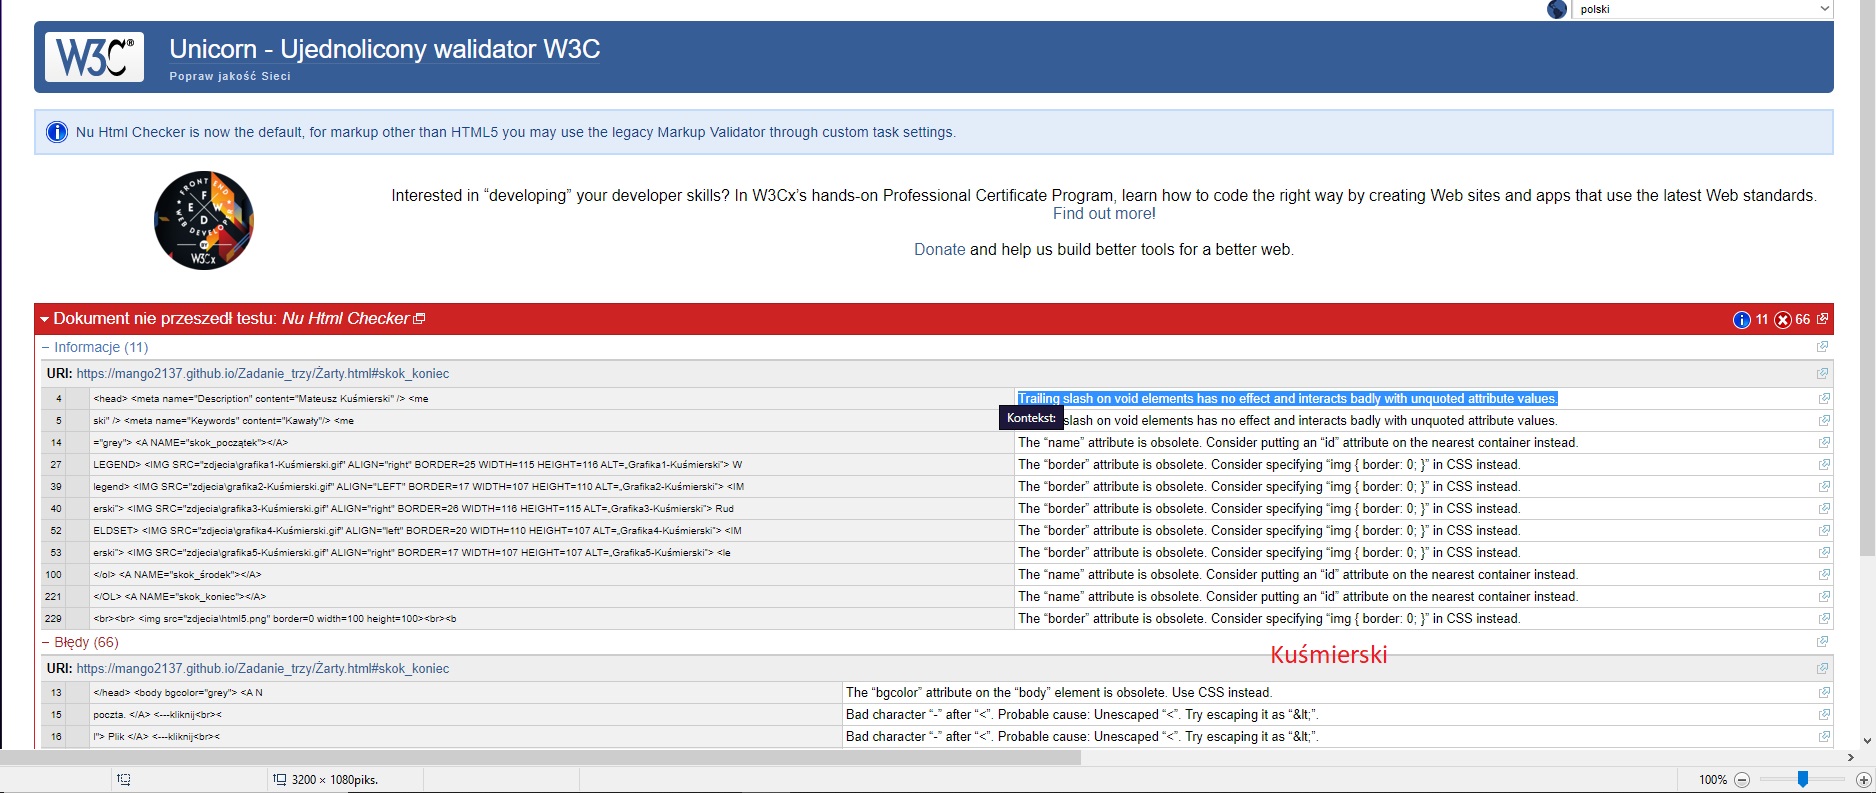 polski
W3C®
Unicorn - Ujednolicony walidator W3C
Popraw jakość Sieci
Nu Html Checker is now the default, for markup other than HTML5 you may use the legacy Markup Validator through custom task settings.
FRONT END
WEB DEVELOPER
F E W D
BY
W3Cx
Interested in “developing” your developer skills? In W3Cx’s hands-on Professional Certificate Program, learn how to code the right way by creating Web sites and apps that use the latest Web standards.
Find out more!
Donate and help us build better tools for a better web.
Dokument nie przeszedł testu: Nu Html Checker 11 66
– Informacje (11)
URI: https://mango2137.github.io/Zadanie_trzy/Żarty.html#skok_koniec
4 <head> <meta name="Description" content="Mateusz Kuśmierski" /> <me Trailing slash on void elements has no effect and interacts badly with unquoted attribute values.
Kontekst:
5 ski" /> <meta name="Keywords" content="Kawały"/> <me slash on void elements has no effect and interacts badly with unquoted attribute values.
14 ="grey"> <A NAME="skok_początek"></A> The “name” attribute is obsolete. Consider putting an “id” attribute on the nearest container instead.
27 LEGEND> <IMG SRC="zdjecia\grafika1-Kuśmierski.gif" ALIGN="right" BORDER=25 WIDTH=115 HEIGHT=116 ALT=„Grafika1-Kuśmierski”> W The “border” attribute is obsolete. Consider specifying “img { border: 0; }” in CSS instead.
39 legend> <IMG SRC="zdjecia\grafika2-Kuśmierski.gif" ALIGN="LEFT" BORDER=17 WIDTH=107 HEIGHT=110 ALT=„Grafika2-Kuśmierski”> <IM The “border” attribute is obsolete. Consider specifying “img { border: 0; }” in CSS instead.
40 erski”> <IMG SRC="zdjecia\grafika3-Kuśmierski.gif" ALIGN="right" BORDER=26 WIDTH=116 HEIGHT=115 ALT=„Grafika3-Kuśmierski”> Rud The “border” attribute is obsolete. Consider specifying “img { border: 0; }” in CSS instead.
52 ELDSET> <IMG SRC="zdjecia\grafika4-Kuśmierski.gif" ALIGN="left" BORDER=20 WIDTH=110 HEIGHT=107 ALT=„Grafika4-Kuśmierski”> <IM The “border” attribute is obsolete. Consider specifying “img { border: 0; }” in CSS instead.
53 erski”> <IMG SRC="zdjecia\grafika5-Kuśmierski.gif" ALIGN="right" BORDER=17 WIDTH=107 HEIGHT=107 ALT=„Grafika5-Kuśmierski”> <le The “border” attribute is obsolete. Consider specifying “img { border: 0; }” in CSS instead.
100 </ol> <A NAME="skok_środek"></A> The “name” attribute is obsolete. Consider putting an “id” attribute on the nearest container instead.
221 </OL> <A NAME="skok_koniec"></A> The “name” attribute is obsolete. Consider putting an “id” attribute on the nearest container instead.
229 <br><br> <img src="zdjecia\html5.png" border=0 width=100 height=100><br><b The “border” attribute is obsolete. Consider specifying “img { border: 0; }” in CSS instead.
– Błędy (66)
Kuśmierski
URI: https://mango2137.github.io/Zadanie_trzy/Żarty.html#skok_koniec
13 </head> <body bgcolor="grey"> <A N The “bgcolor” attribute on the “body” element is obsolete. Use CSS instead.
15 poczta. </A> <---kliknij<br>< Bad character “-” after “<”. Probable cause: Unescaped “<”. Try escaping it as “&lt;”.
16 l"> Plik </A> <---kliknij<br>< Bad character “-” after “<”. Probable cause: Unescaped “<”. Try escaping it as “&lt;”.
3200 × 1080piks. 100%